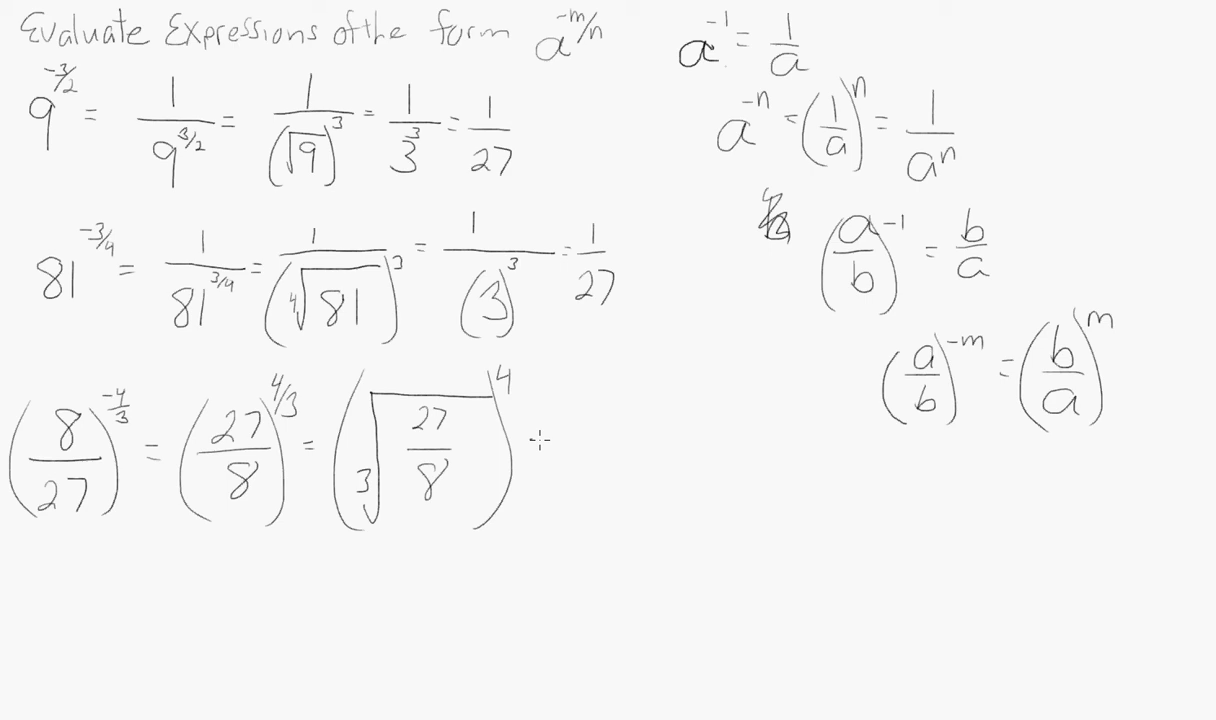 Evaluate Expressions of the form a^{-m/n}
9^{-3/2} = 1/9^{3/2} = 1/(√9)^3 = 1/3^3 = 1/27
81^{-3/4} = 1/81^{3/4} = 1/(∜81)^3 = 1/(3)^3 = 1/27
(8/27)^{-4/3} = (27/8)^{4/3} = (∛(27/8))^4
a^{-1} = 1/a
a^{-n} = (1/a)^n = 1/a^n
(a/b)^{-1} = b/a
(a/b)^{-m} = (b/a)^m